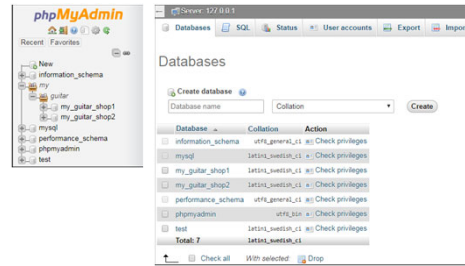 phpMyAdmin
Recent Favorites
New
information_schema
my
guitar
my_guitar_shop1
my_guitar_shop2
mysql
performance_schema
phpmyadmin
test
Server: 127.0.0.1
Databases SQL Status User accounts Export Impor
Databases
Create database
Database name Collation Create
Database Collation Action
information_schema utf8_general_ci Check privileges
mysql latin1_swedish_ci Check privileges
my_guitar_shop1 latin1_swedish_ci Check privileges
my_guitar_shop2 latin1_swedish_ci Check privileges
performance_schema utf8_general_ci Check privileges
phpmyadmin utf8_bin Check privileges
test latin1_swedish_ci Check privileges
Total: 7 latin1_swedish_ci
Check all With selected: Drop